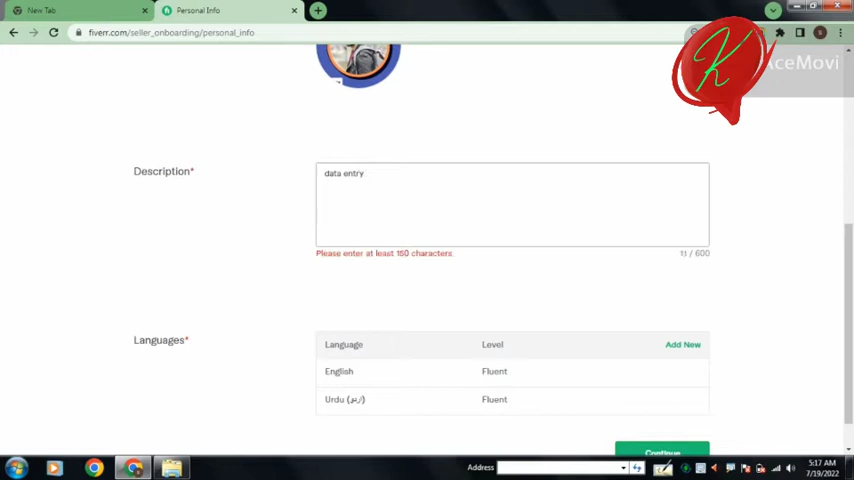 New Tab
Personal Info
fiverr.com/seller_onboarding/personal_info
K
AceMovi
Description*
data entry
Please enter at least 150 characters
11 / 600
Languages*
Language Level Add New
English Fluent
Urdu (اردو) Fluent
Continue
Address
5:17 AM
7/19/2022